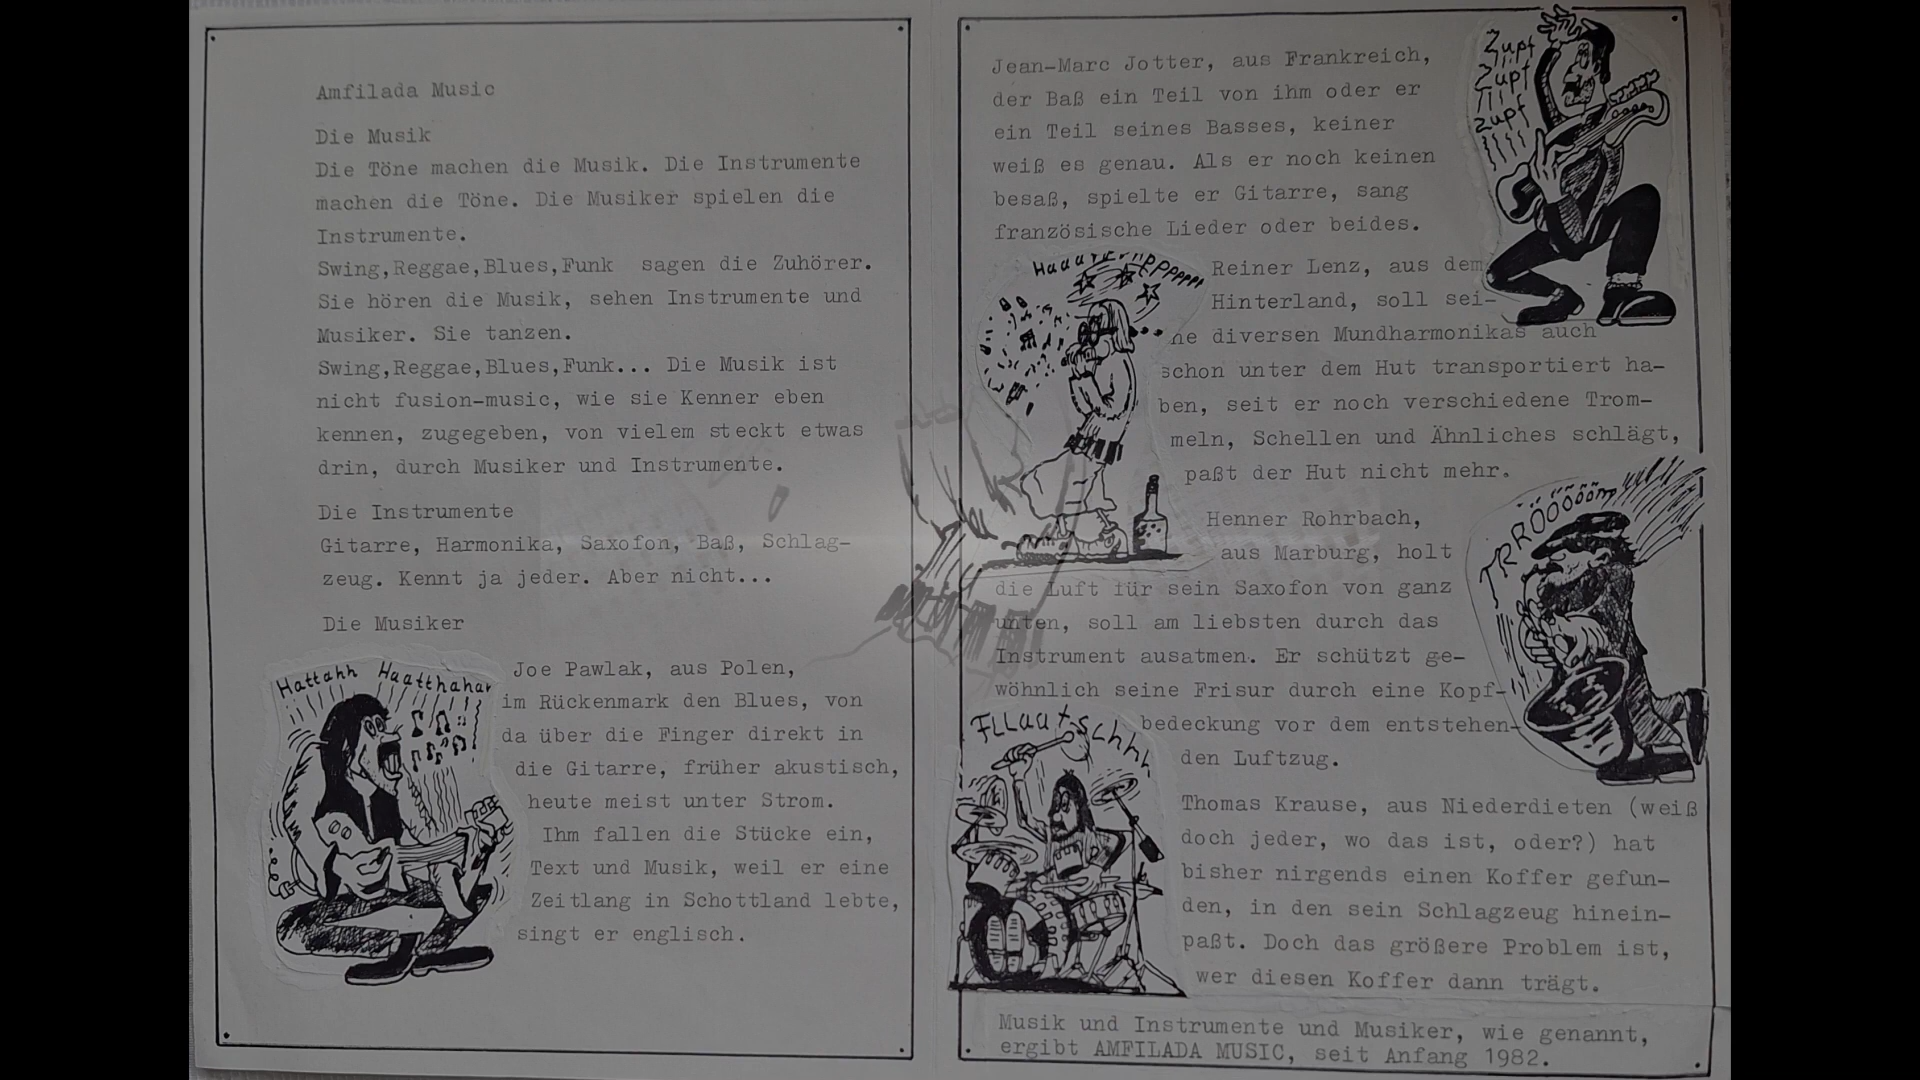 Amfilada Music
Die Musik
Die Töne machen die Musik. Die Instrumente
machen die Töne. Die Musiker spielen die
Instrumente.
Swing,Reggae,Blues,Funk sagen die Zuhörer.
Sie hören die Musik, sehen Instrumente und
Musiker. Sie tanzen.
Swing,Reggae,Blues,Funk... Die Musik ist
nicht fusion-music, wie sie Kenner eben
kennen, zugegeben, von vielem steckt etwas
drin, durch Musiker und Instrumente.
Die Instrumente
Gitarre, Harmonika, Saxofon, Baß, Schlag-
zeug. Kennt ja jeder. Aber nicht...
Die Musiker
Hattahh Haatthahar
Joe Pawlak, aus Polen,
im Rückenmark den Blues, von
da über die Finger direkt in
die Gitarre, früher akustisch,
heute meist unter Strom.
Ihm fallen die Stücke ein,
Text und Musik, weil er eine
Zeitlang in Schottland lebte,
singt er englisch.
Jean-Marc Jotter, aus Frankreich,
der Baß ein Teil von ihm oder er
ein Teil seines Basses, keiner
weiß es genau. Als er noch keinen
besaß, spielte er Gitarre, sang
französische Lieder oder beides.
Zupf
Zupf
Zupf
Reiner Lenz, aus dem
Hinterland, soll sei-
ne diversen Mundharmonikas auch
schon unter dem Hut transportiert ha-
ben, seit er noch verschiedene Trom-
meln, Schellen und Ähnliches schlägt,
paßt der Hut nicht mehr.
Henner Rohrbach,
aus Marburg, holt
die Luft für sein Saxofon von ganz
unten, soll am liebsten durch das
Instrument ausatmen. Er schützt ge-
wöhnlich seine Frisur durch eine Kopf-
bedeckung vor dem entstehen-
den Luftzug.
Thomas Krause, aus Niederdieten (weiß
doch jeder, wo das ist, oder?) hat
bisher nirgends einen Koffer gefun-
den, in den sein Schlagzeug hinein-
paßt. Doch das größere Problem ist,
wer diesen Koffer dann trägt.
Musik und Instrumente und Musiker, wie genannt,
ergibt AMFILADA MUSIC, seit Anfang 1982.